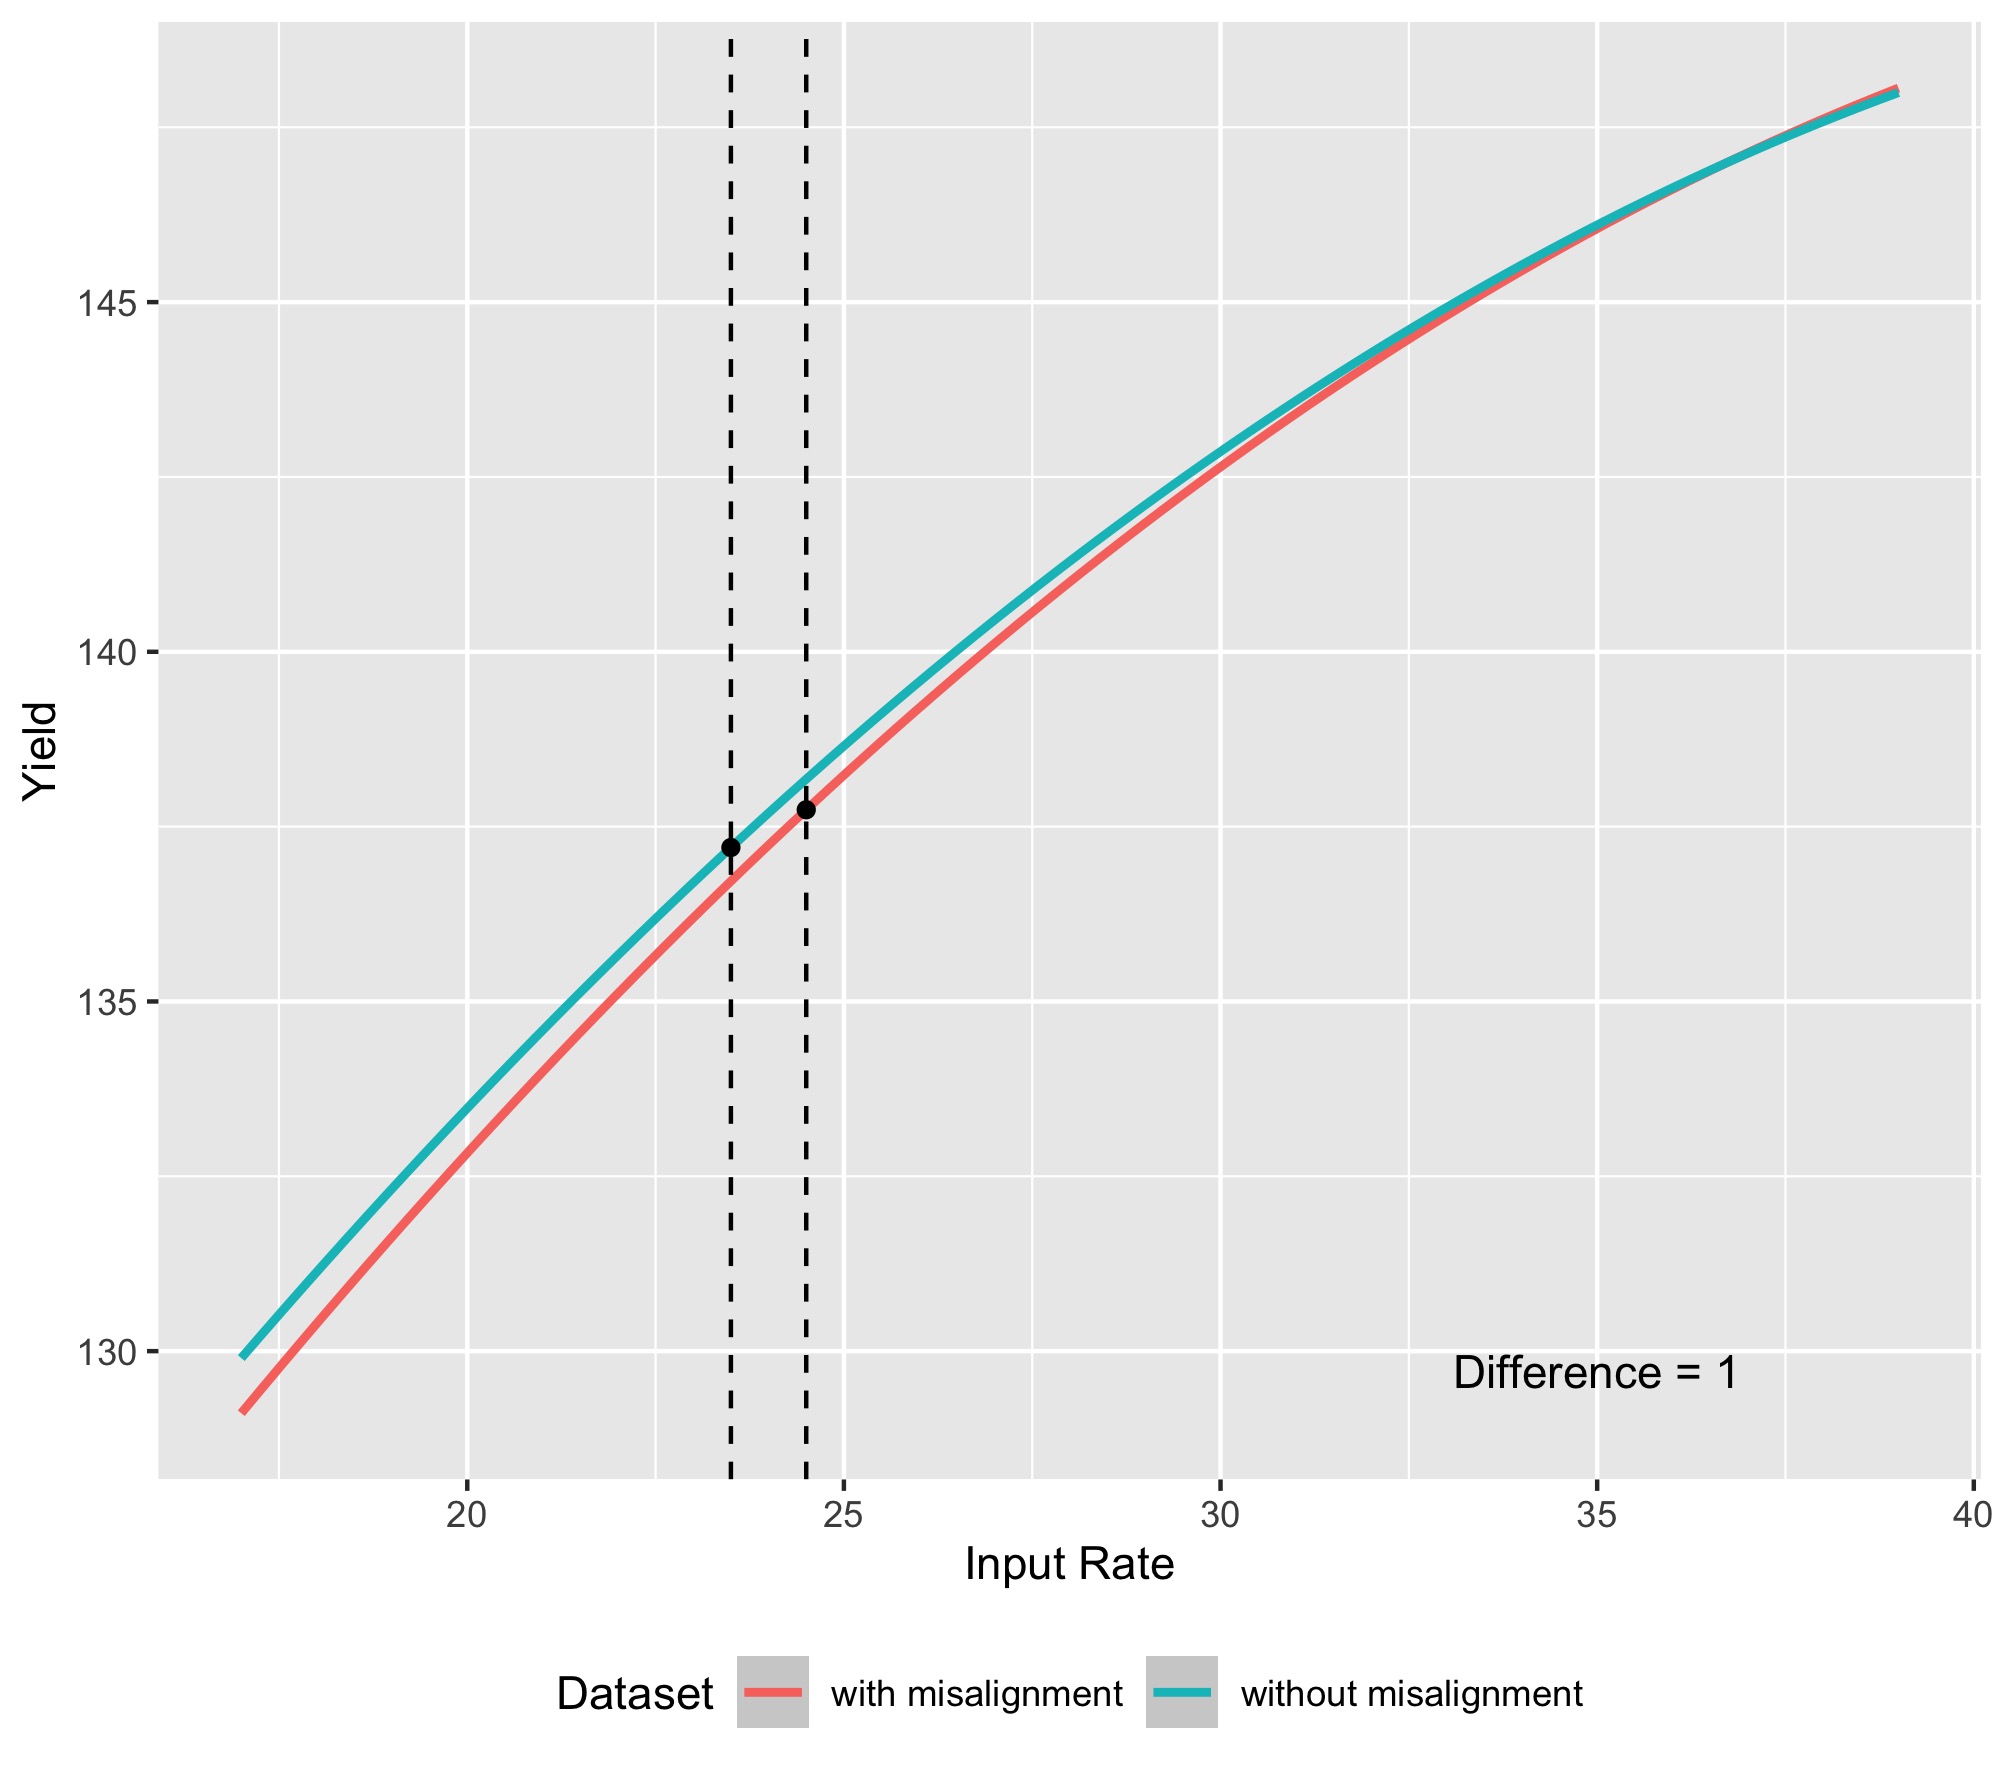 145
140
135
130
Yield
Difference = 1
20 25 30 35 40
Input Rate
Dataset with misalignment without misalignment